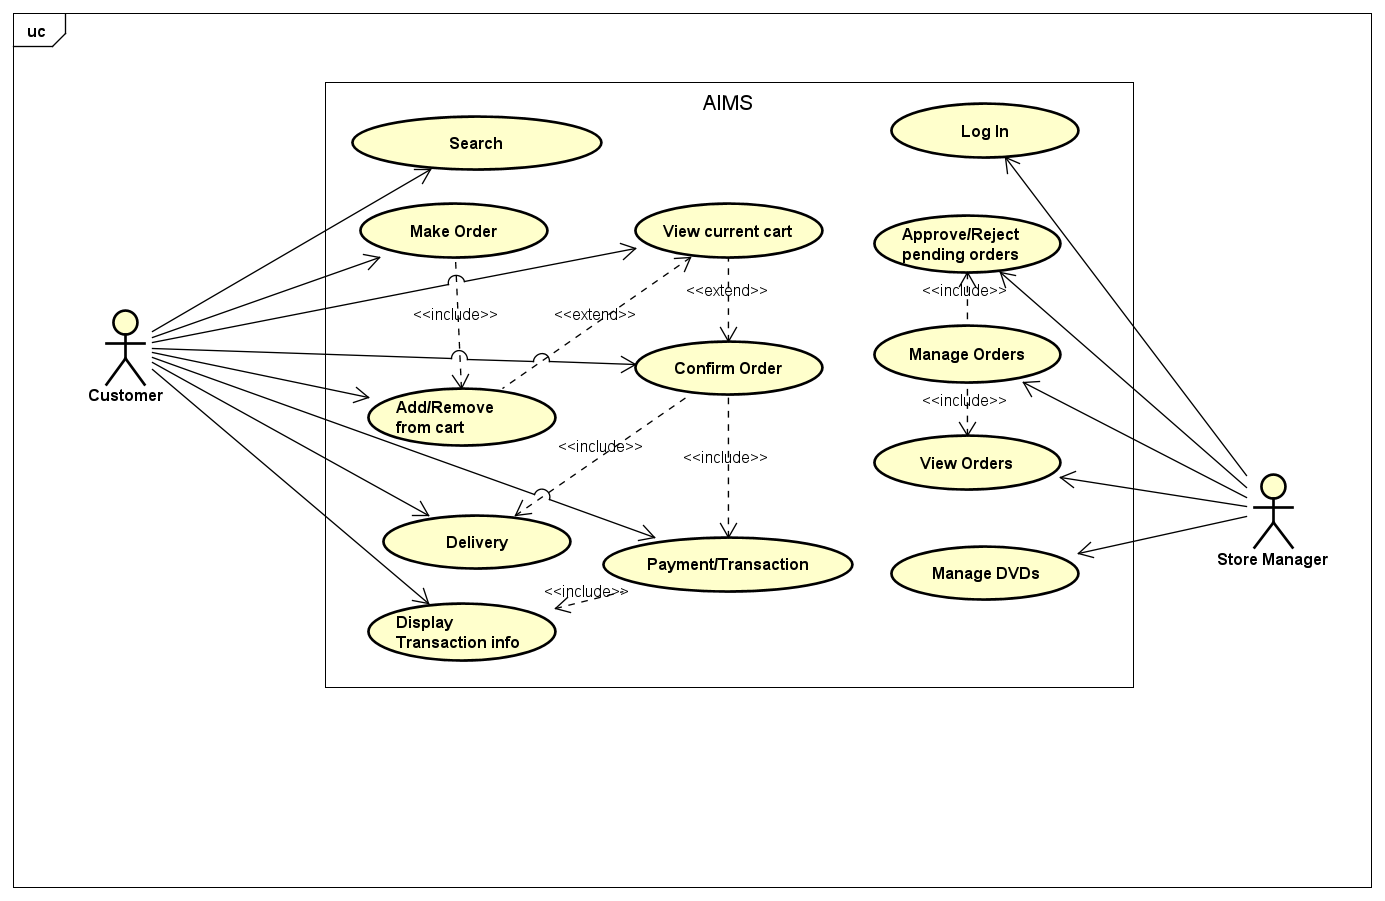 uc
AIMS
Search
Log In
Make Order
View current cart
Approve/Reject
pending orders
<<include>>
<<extend>>
<<extend>>
<<include>>
Manage Orders
Confirm Order
Customer
Add/Remove
from cart
<<include>>
<<include>>
<<include>>
View Orders
Delivery
Payment/Transaction
Manage DVDs
Store Manager
<<include>>
Display
Transaction info